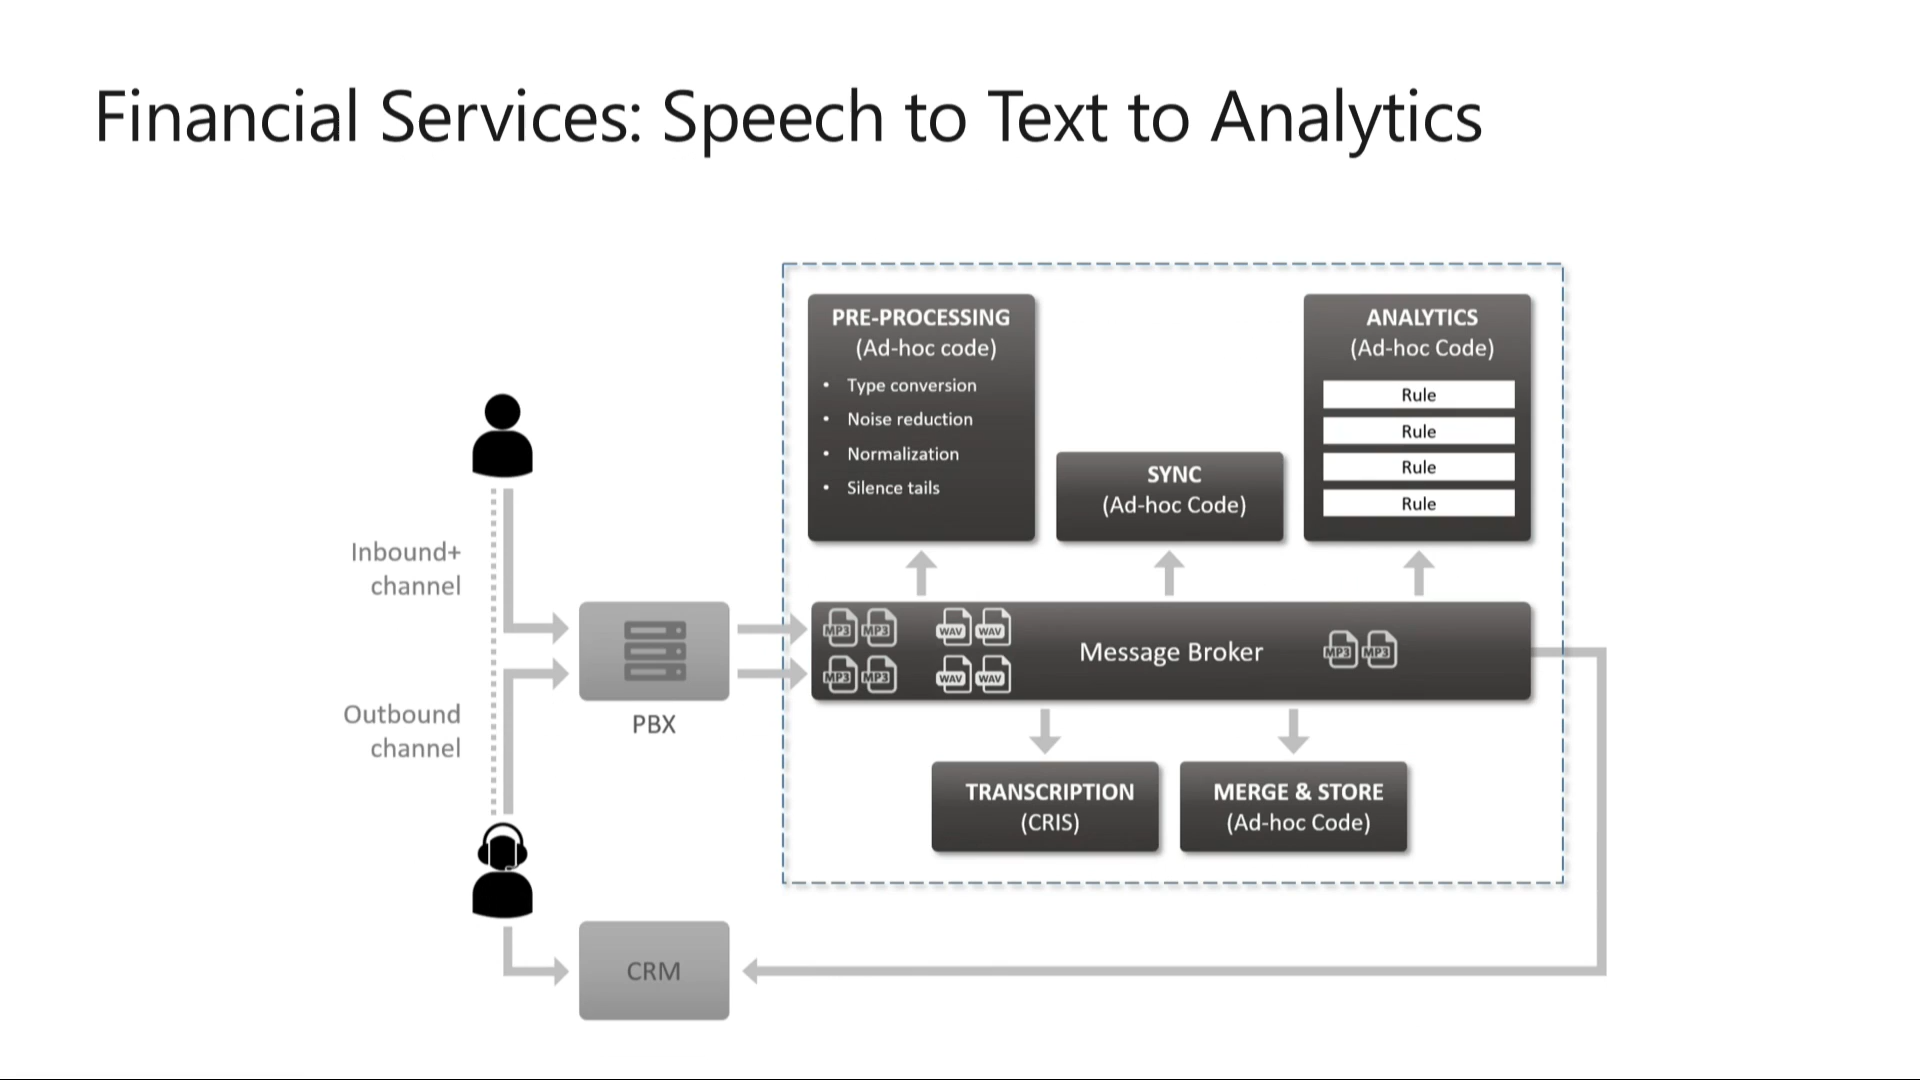 Financial Services: Speech to Text to Analytics
PRE-PROCESSING
(Ad-hoc code)
• Type conversion
• Noise reduction
• Normalization
• Silence tails
SYNC
(Ad-hoc Code)
ANALYTICS
(Ad-hoc Code)
Rule
Rule
Rule
Rule
Inbound+
channel
Outbound
channel
PBX
MP3 MP3 WAV WAV
MP3 MP3 WAV WAV
Message Broker
MP3 MP3
TRANSCRIPTION
(CRIS)
MERGE & STORE
(Ad-hoc Code)
CRM